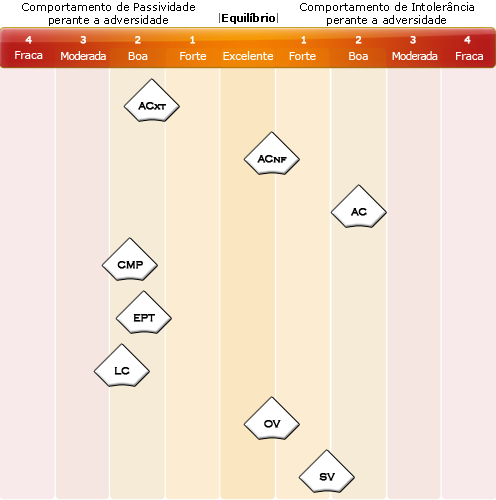 Comportamento de Passividade
perante a adversidade
|Equilíbrio|
Comportamento de Intolerância
perante a adversidade
4 3 2 1 1 2 3 4
Fraca Moderada Boa Forte Excelente Forte Boa Moderada Fraca
ACXT
ACNF
AC
CMP
EPT
LC
OV
SV